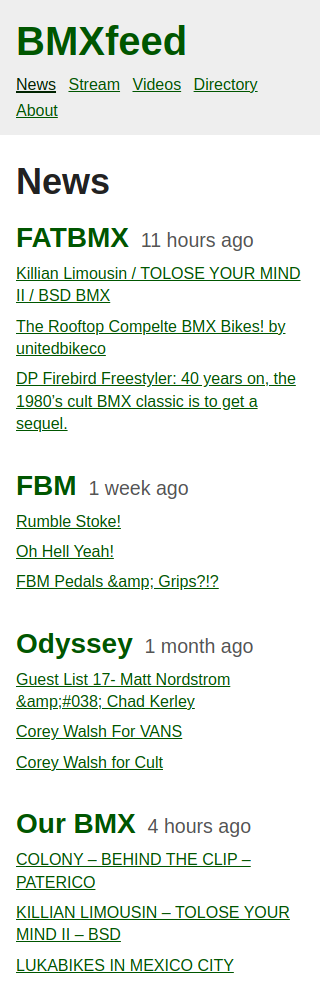 BMXfeed
News Stream Videos Directory
About
News
FATBMX 11 hours ago
Killian Limousin / TOLOSE YOUR MIND
II / BSD BMX
The Rooftop Compelte BMX Bikes! by
unitedbikeco
DP Firebird Freestyler: 40 years on, the
1980’s cult BMX classic is to get a
sequel.
FBM 1 week ago
Rumble Stoke!
Oh Hell Yeah!
FBM Pedals &amp; Grips?!?
Odyssey 1 month ago
Guest List 17- Matt Nordstrom
&amp;#038; Chad Kerley
Corey Walsh For VANS
Corey Walsh for Cult
Our BMX 4 hours ago
COLONY – BEHIND THE CLIP –
PATERICO
KILLIAN LIMOUSIN – TOLOSE YOUR
MIND II – BSD
LUKABIKES IN MEXICO CITY